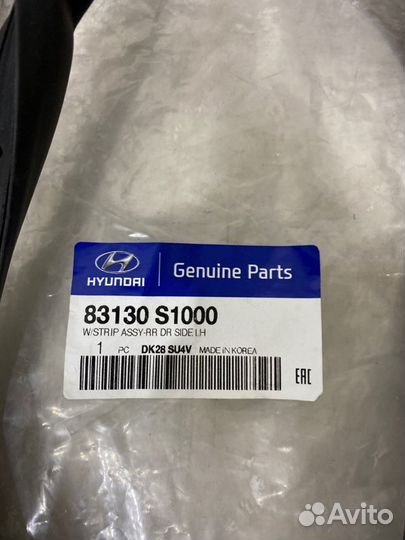 HYUNDAI
Genuine Parts
83130 S1000
W/STRIP ASSY-RR DR SIDE LH
1 PC DK28 SU4V MADE IN KOREA
EAC
Avito